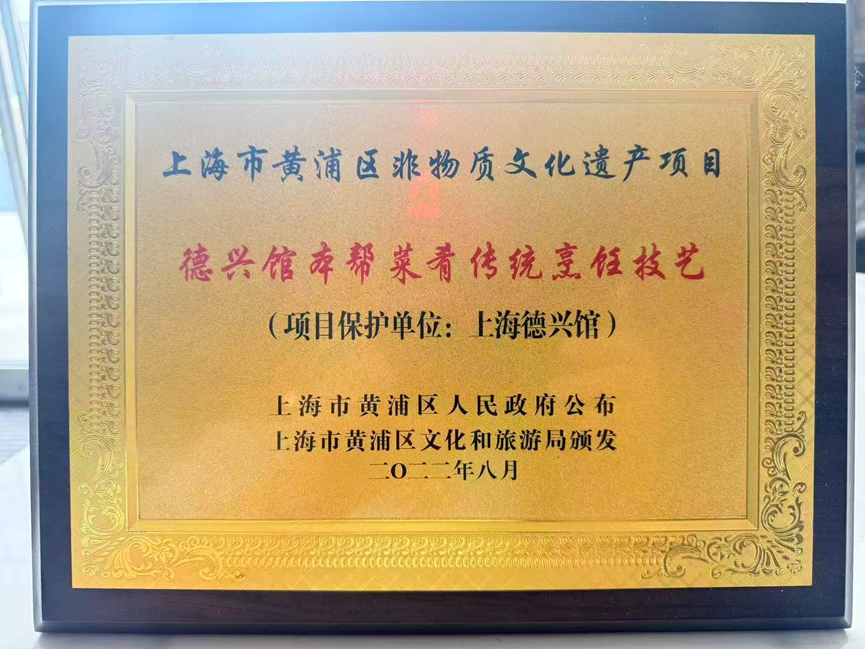 上海市黄浦区非物质文化遗产项目
德兴馆本帮菜肴传统烹饪技艺
（项目保护单位：上海德兴馆）
上海市黄浦区人民政府公布
上海市黄浦区文化和旅游局颁发
二〇二二年八月